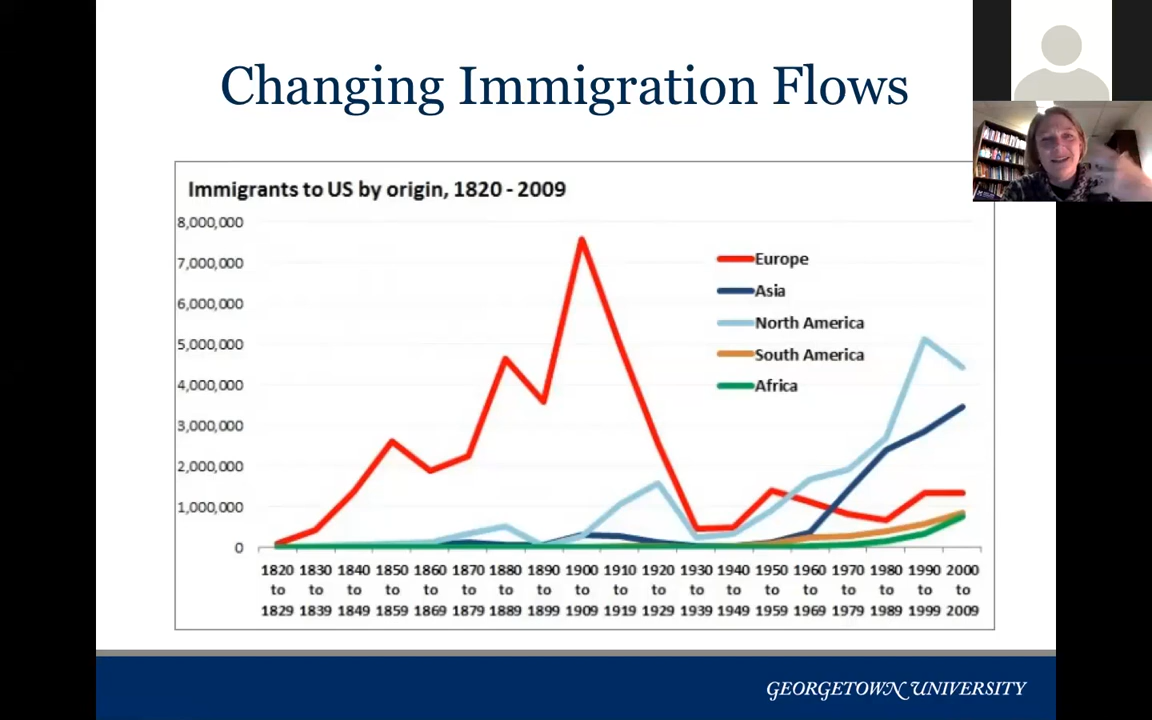 Changing Immigration Flows
Immigrants to US by origin, 1820 - 2009
8,000,000
7,000,000
6,000,000
5,000,000
4,000,000
3,000,000
2,000,000
1,000,000
0
Europe
Asia
North America
South America
Africa
1820 1830 1840 1850 1860 1870 1880 1890 1900 1910 1920 1930 1940 1950 1960 1970 1980 1990 2000
to to to to to to to to to to to to to to to to to to to
1829 1839 1849 1859 1869 1879 1889 1899 1909 1919 1929 1939 1949 1959 1969 1979 1989 1999 2009
GEORGETOWN UNIVERSITY